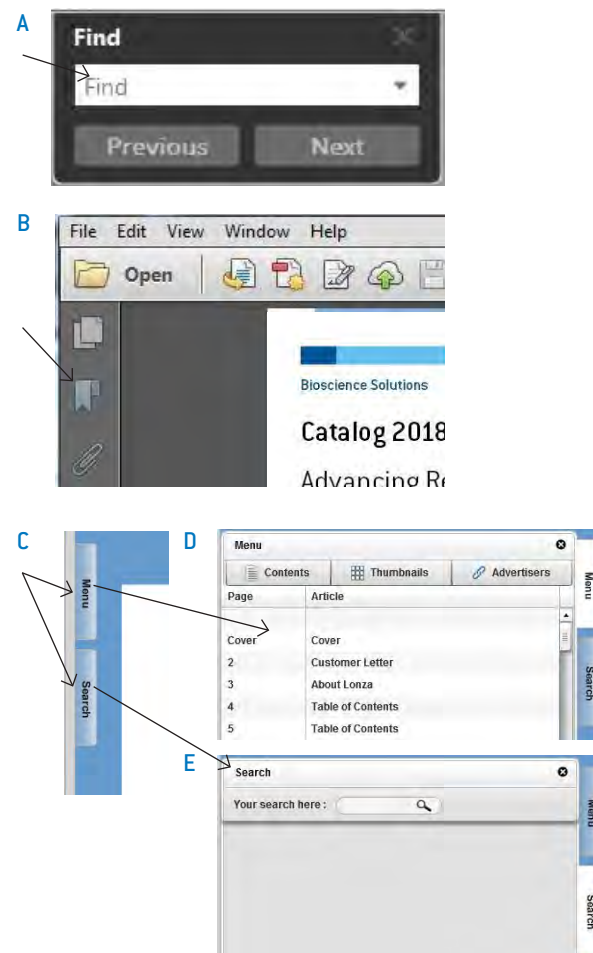 A
Find
Find
Previous Next
B
File Edit View Window Help
Open
Bioscience Solutions
Catalog 2018
Advancing Re
C
Menu
Search
D
Menu
Contents Thumbnails Advertisers
Page Article
Cover Cover
2 Customer Letter
3 About Lonza
4 Table of Contents
5 Table of Contents
Menu
Search
E
Search
Your search here :
Menu
Search